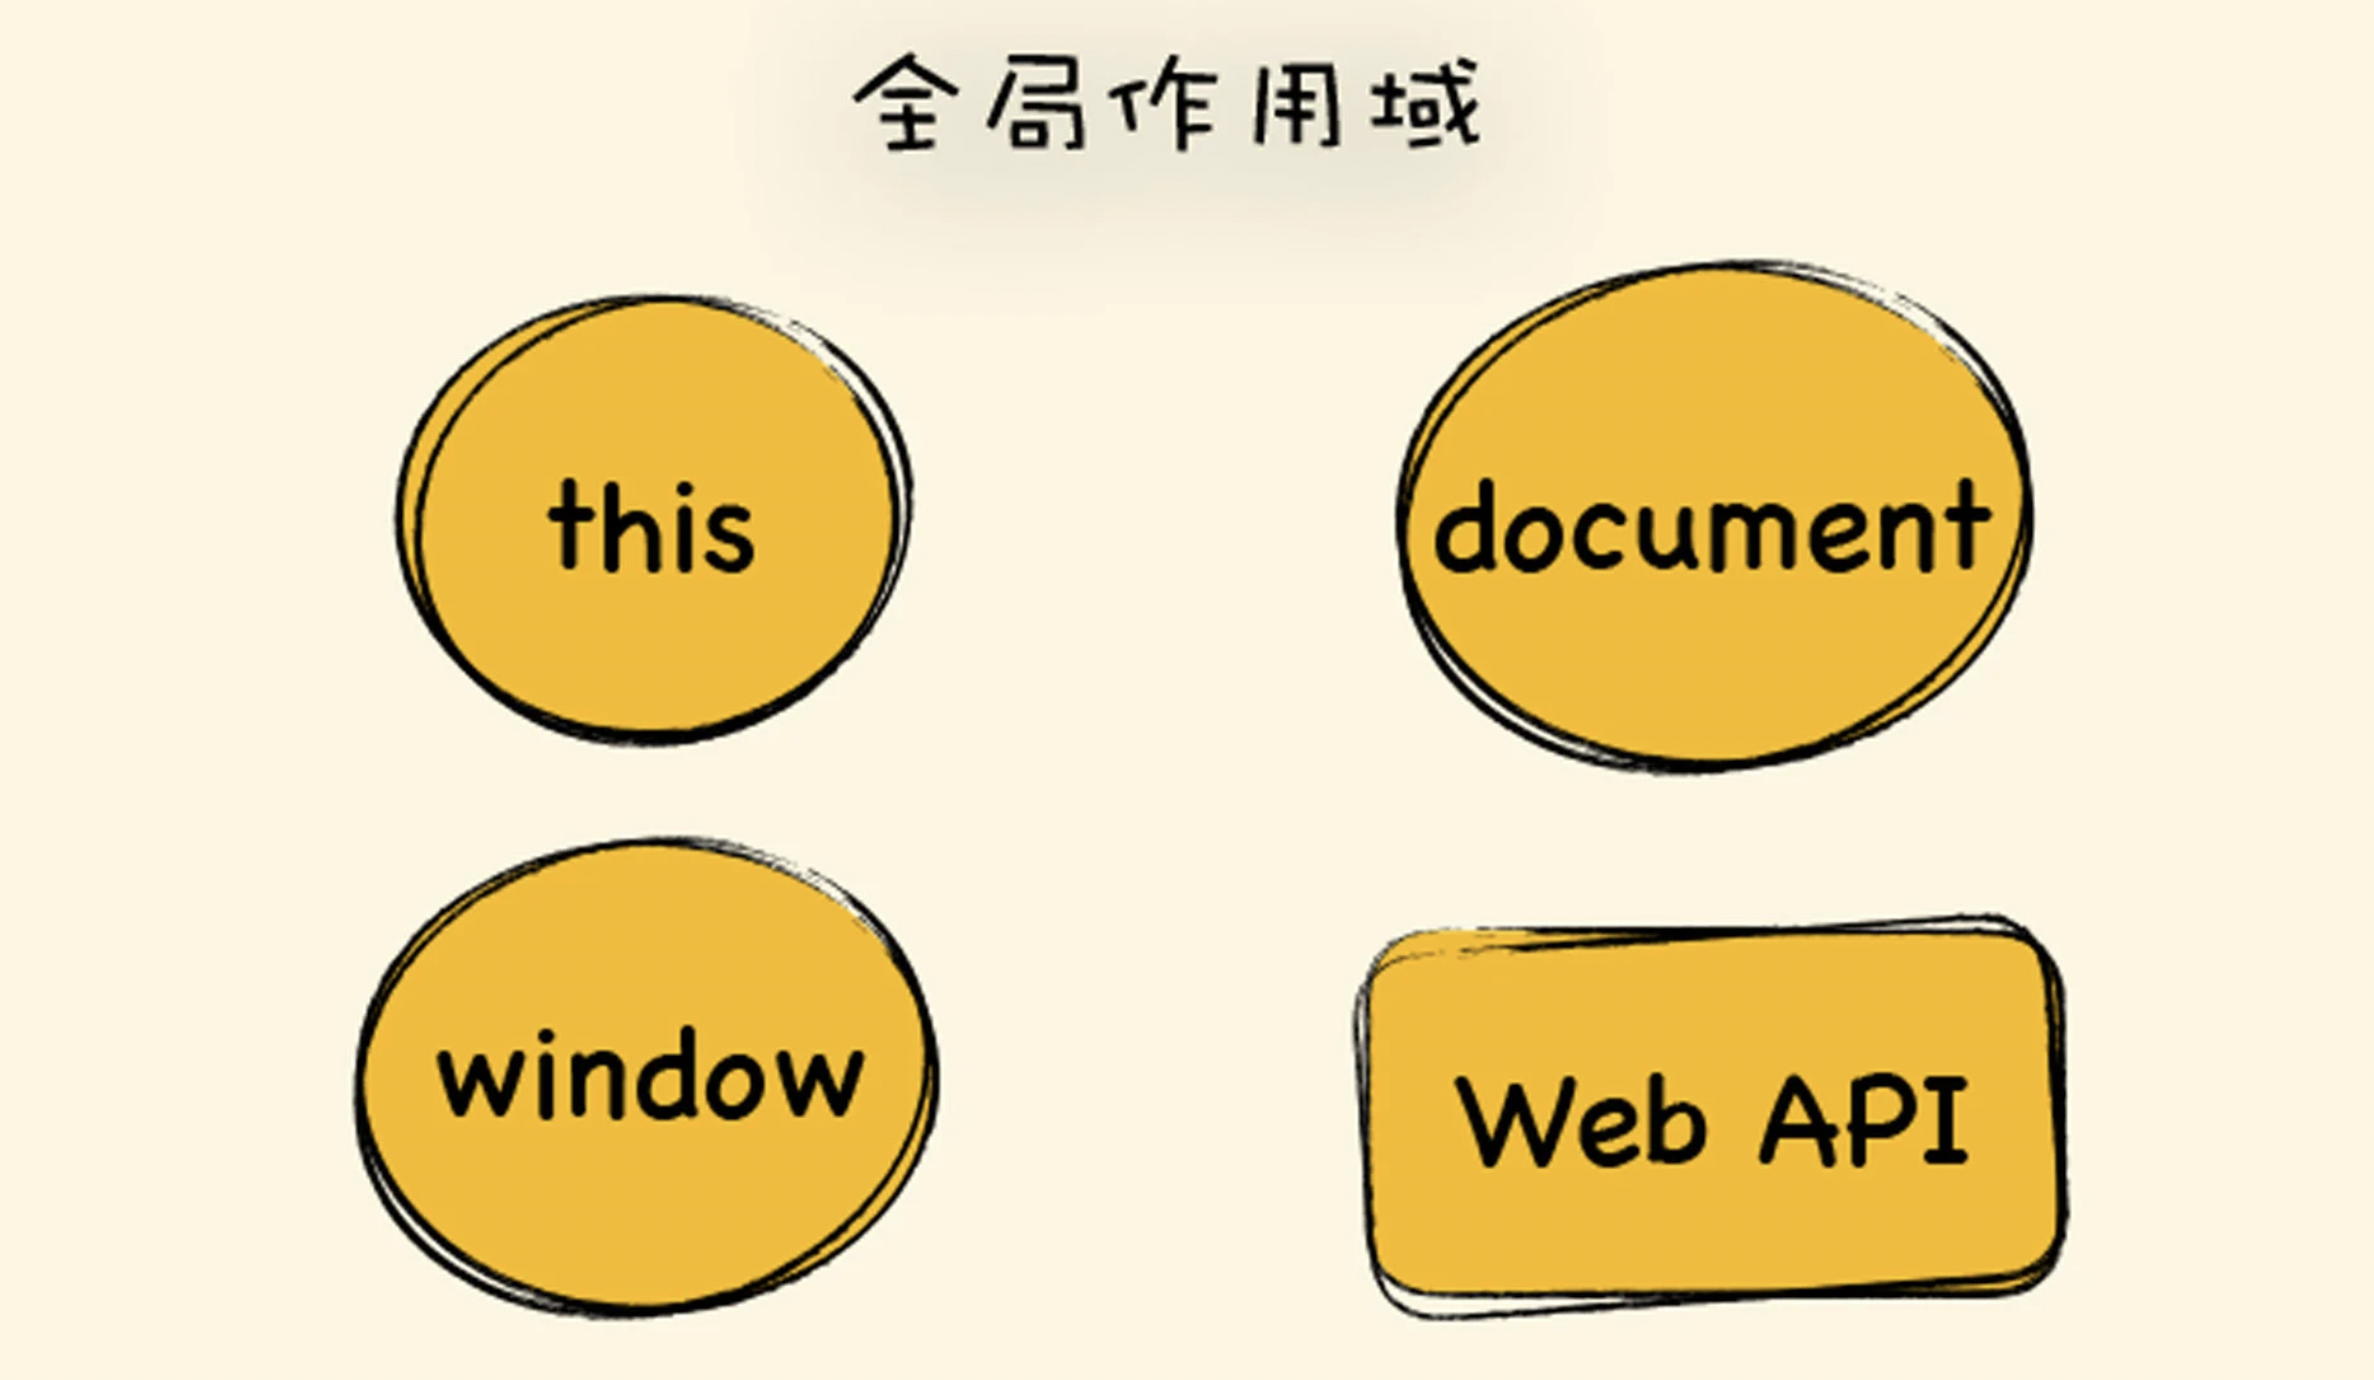 全局作用域
this
document
window
Web API